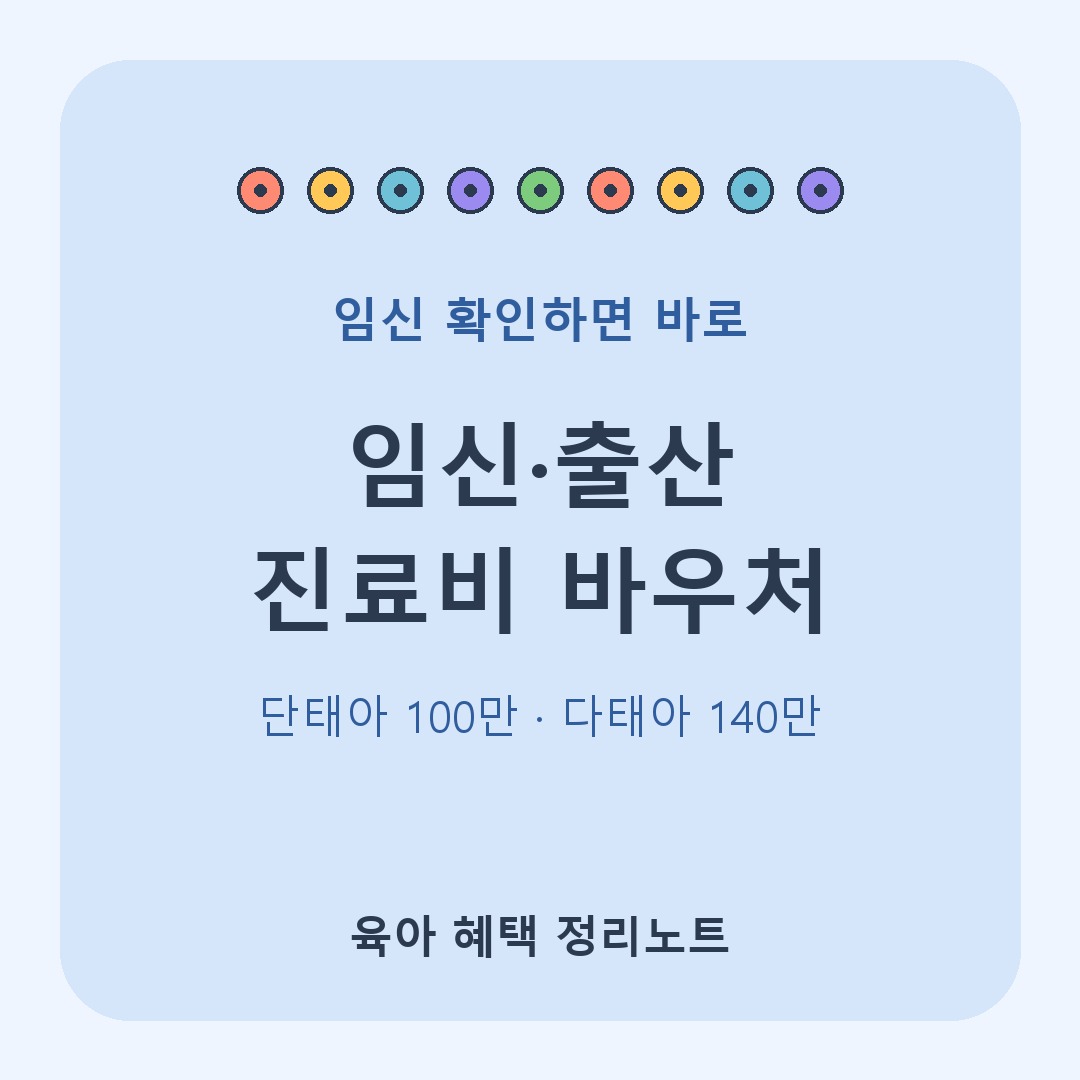 임신 확인하면 바로
임신·출산
진료비 바우처
단태아 100만 · 다태아 140만
육아 혜택 정리노트